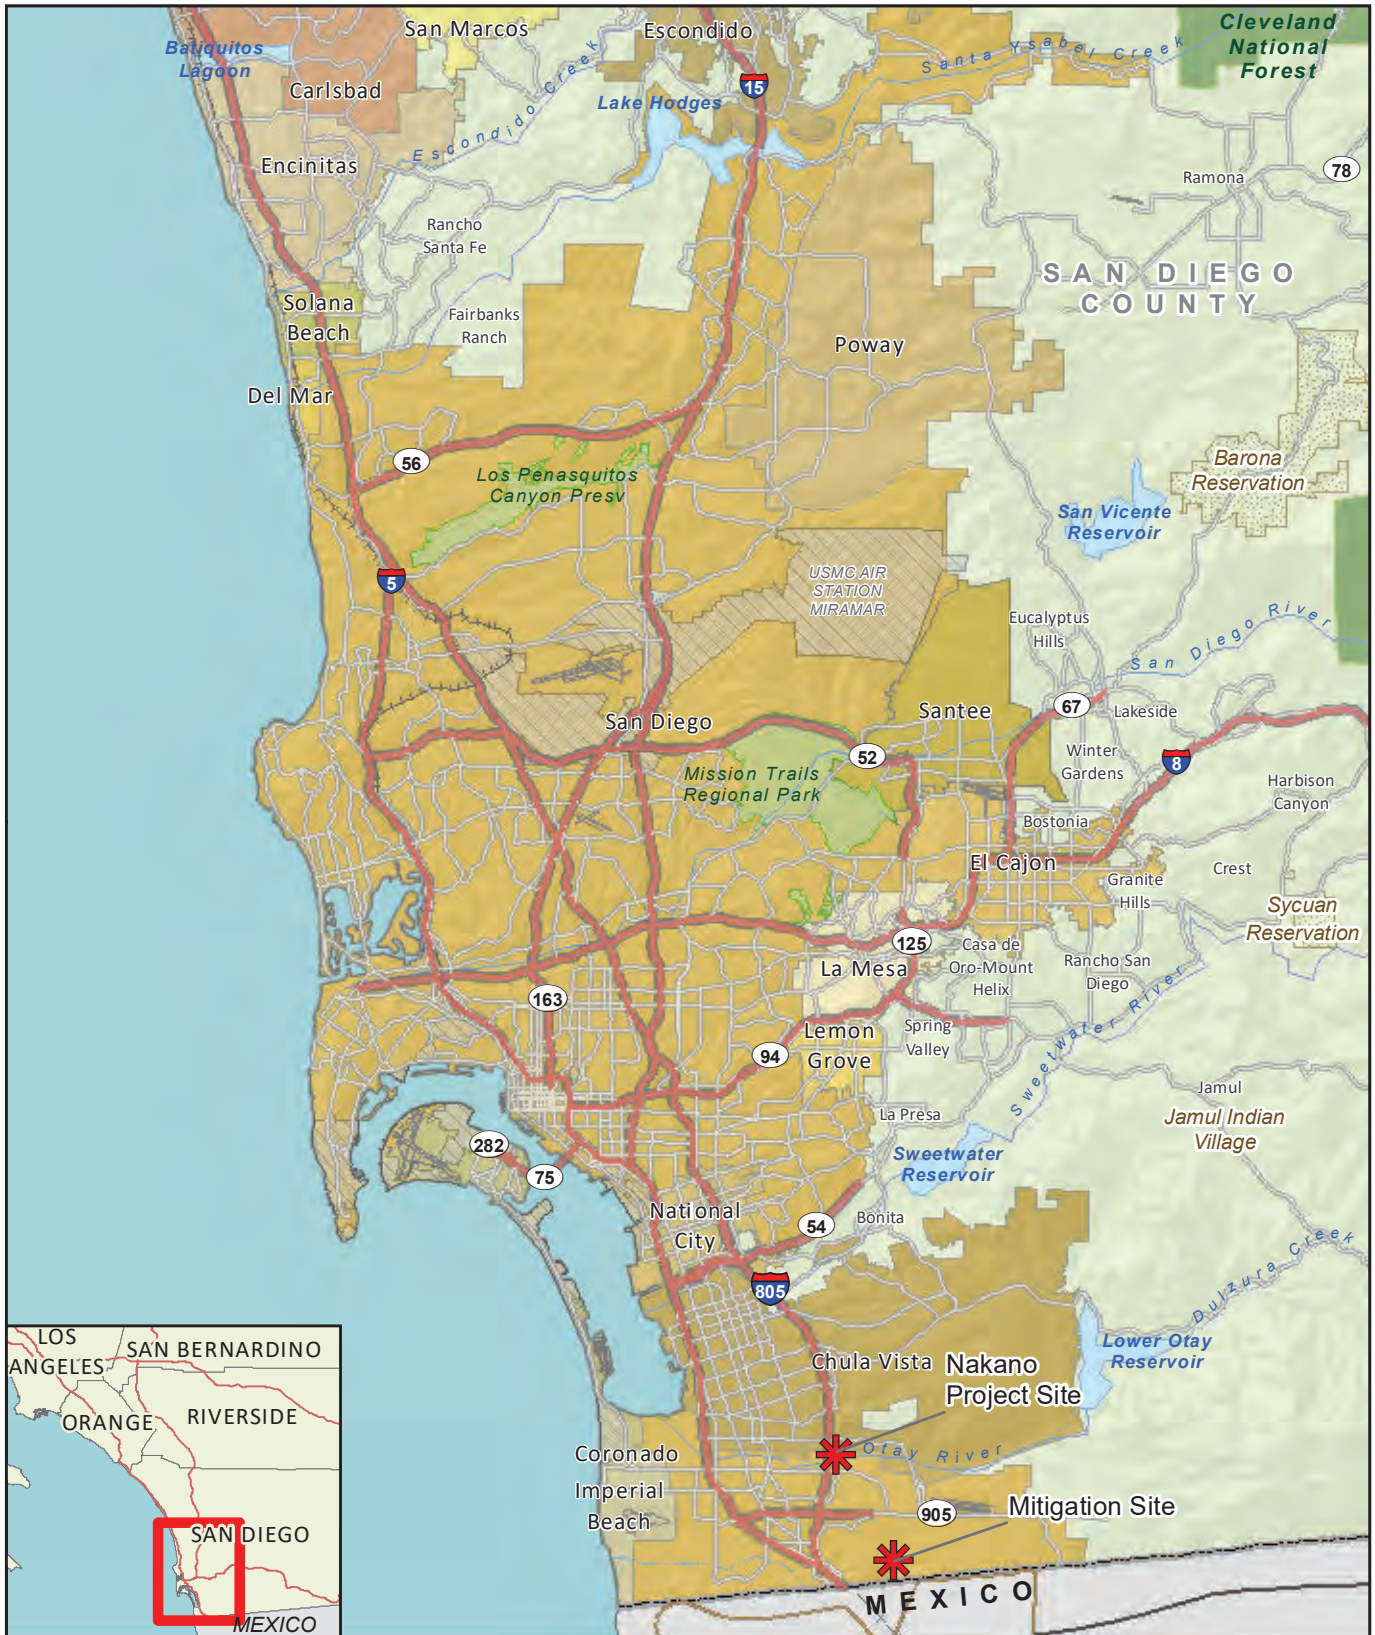 San Marcos
Escondido
Cleveland
National
Forest
Batiquitos
Lagoon
Santa Ysabel Creek
15
Carlsbad
Lake Hodges
Escondido Creek
Encinitas
78
Ramona
Rancho
Santa Fe
SAN DIEGO
COUNTY
Solana
Beach
Fairbanks
Ranch
Poway
Del Mar
56
Los Penasquitos
Canyon Presv
Barona
Reservation
San Vicente
Reservoir
5
USMC AIR
STATION
MIRAMAR
Eucalyptus
Hills
San Diego River
San Diego
Santee
67
Lakeside
52
Winter
Gardens
8
Mission Trails
Regional Park
Harbison
Canyon
Bostonia
El Cajon
Crest
Granite
Hills
Sycuan
Reservation
125
Casa de
Oro-Mount
Helix
La Mesa
Rancho San
Diego
163
Sweetwater River
Lemon
Grove
Spring
Valley
94
Jamul
La Presa
Jamul Indian
Village
282
75
Sweetwater
Reservoir
National
City
54
Bonita
805
Dulzura Creek
Lower Otay
Reservoir
Chula Vista
Nakano
Project Site
Otay River
Coronado
Imperial
Beach
905
Mitigation Site
MEXICO
LOS
ANGELES
SAN BERNARDINO
ORANGE
RIVERSIDE
SAN DIEGO
MEXICO